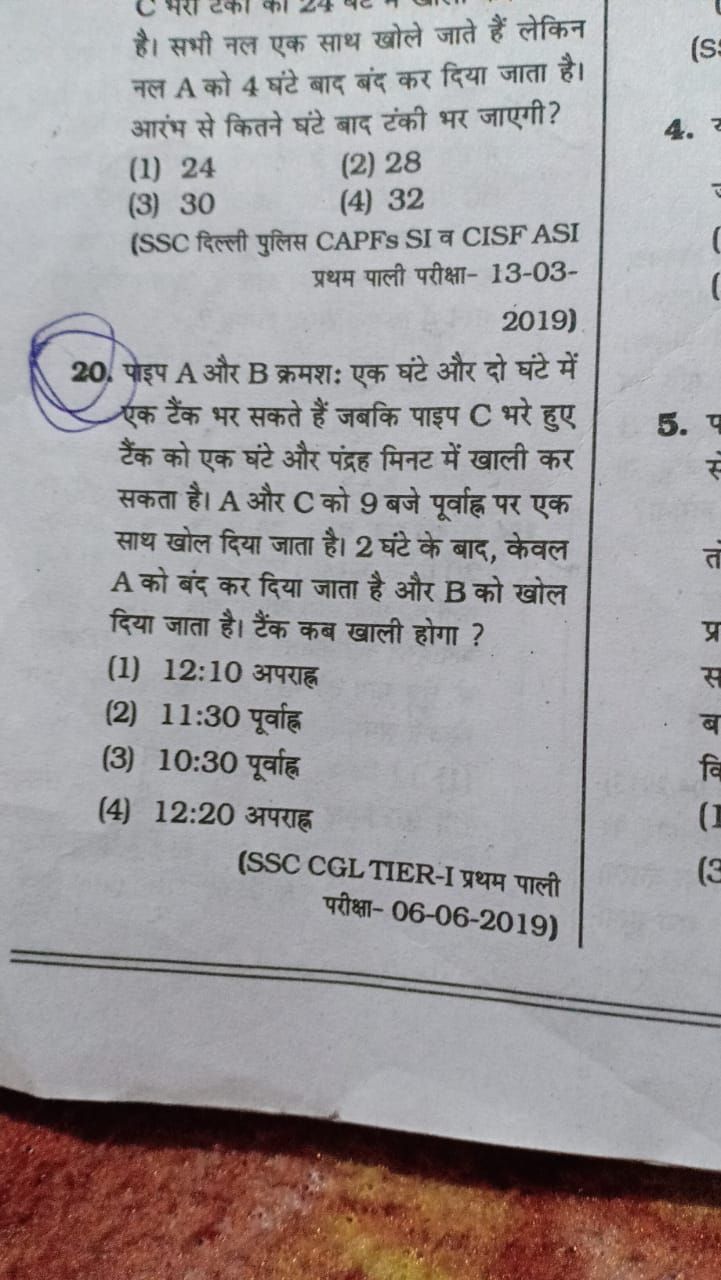 C भरी टंकी को 24 घंटे में
है। सभी नल एक साथ खोले जाते हैं लेकिन
नल A को 4 घंटे बाद बंद कर दिया जाता है।
आरंभ से कितने घंटे बाद टंकी भर जाएगी?
(1) 24 (2) 28
(3) 30 (4) 32
(SSC दिल्ली पुलिस CAPFs SI व CISF ASI
प्रथम पाली परीक्षा- 13-03-
2019)
20. पाइप A और B क्रमशः एक घंटे और दो घंटे में
एक टैंक भर सकते हैं जबकि पाइप C भरे हुए
टैंक को एक घंटे और पंद्रह मिनट में खाली कर
सकता है। A और C को 9 बजे पूर्वाह्न पर एक
साथ खोल दिया जाता है। 2 घंटे के बाद, केवल
A को बंद कर दिया जाता है और B को खोल
दिया जाता है। टैंक कब खाली होगा ?
(1) 12:10 अपराह्न
(2) 11:30 पूर्वाह्न
(3) 10:30 पूर्वाह्न
(4) 12:20 अपराह्न
(SSC CGL TIER-I प्रथम पाली
परीक्षा- 06-06-2019)
4.
5.